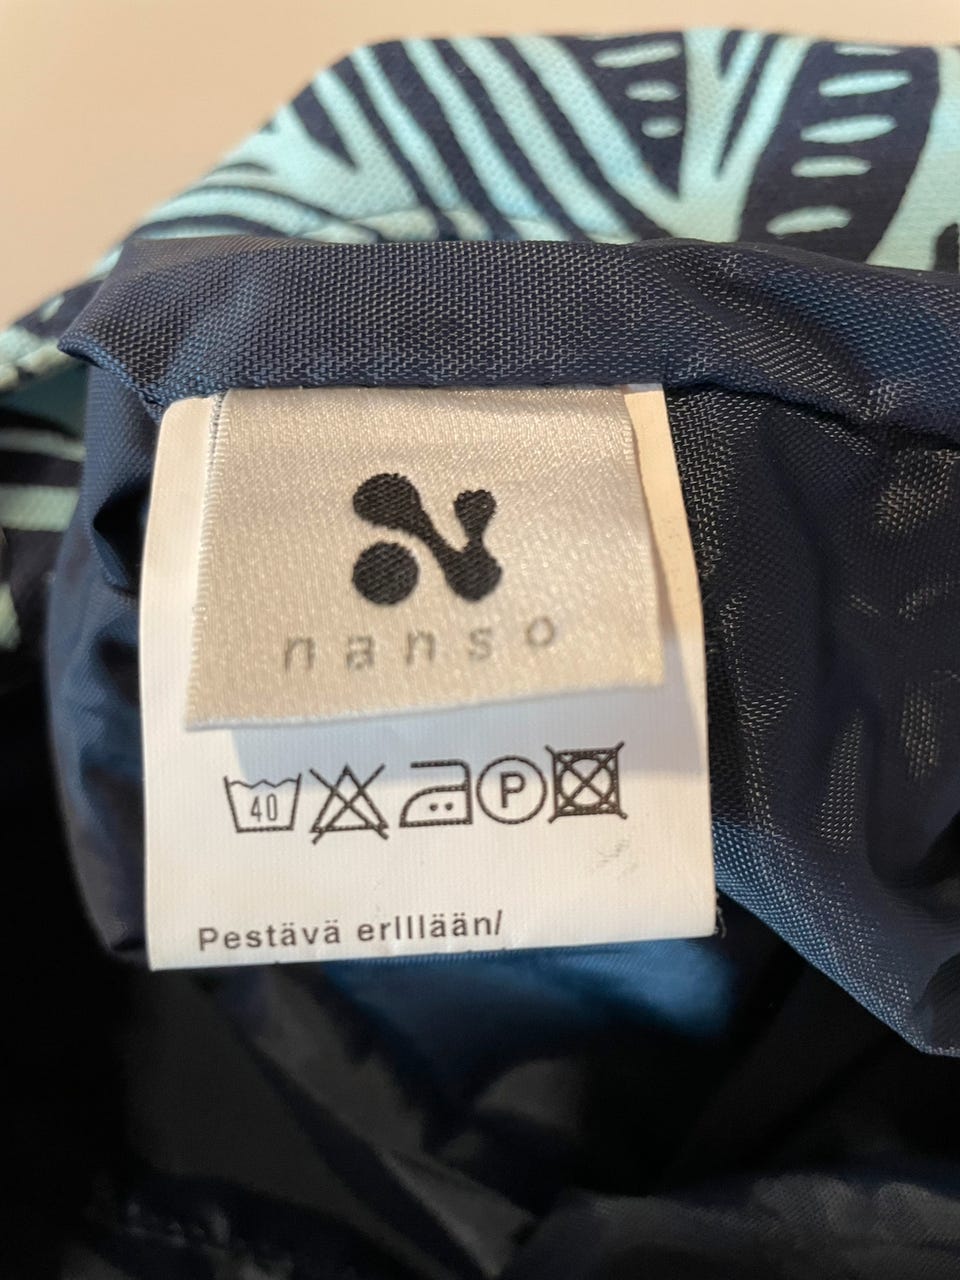 nanso
40
P
Pestävä erlllään/